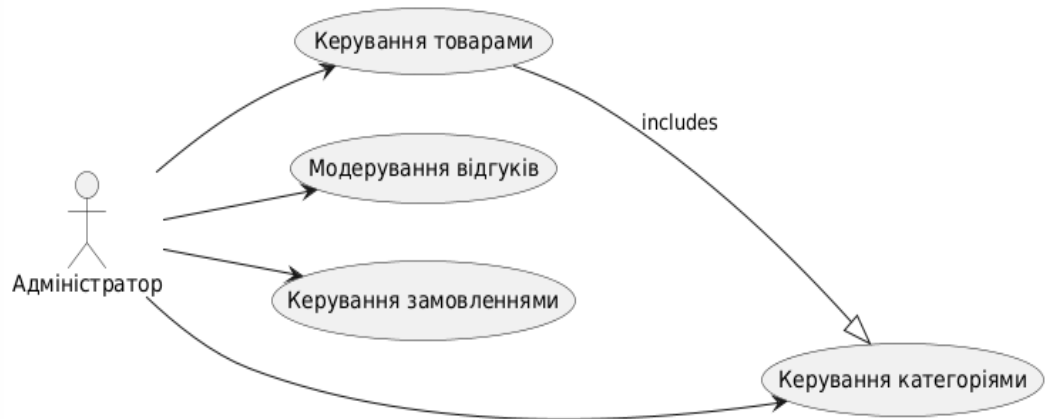 Керування товарами
includes
Модерування відгуків
Адміністратор
Керування замовленнями
Керування категоріями